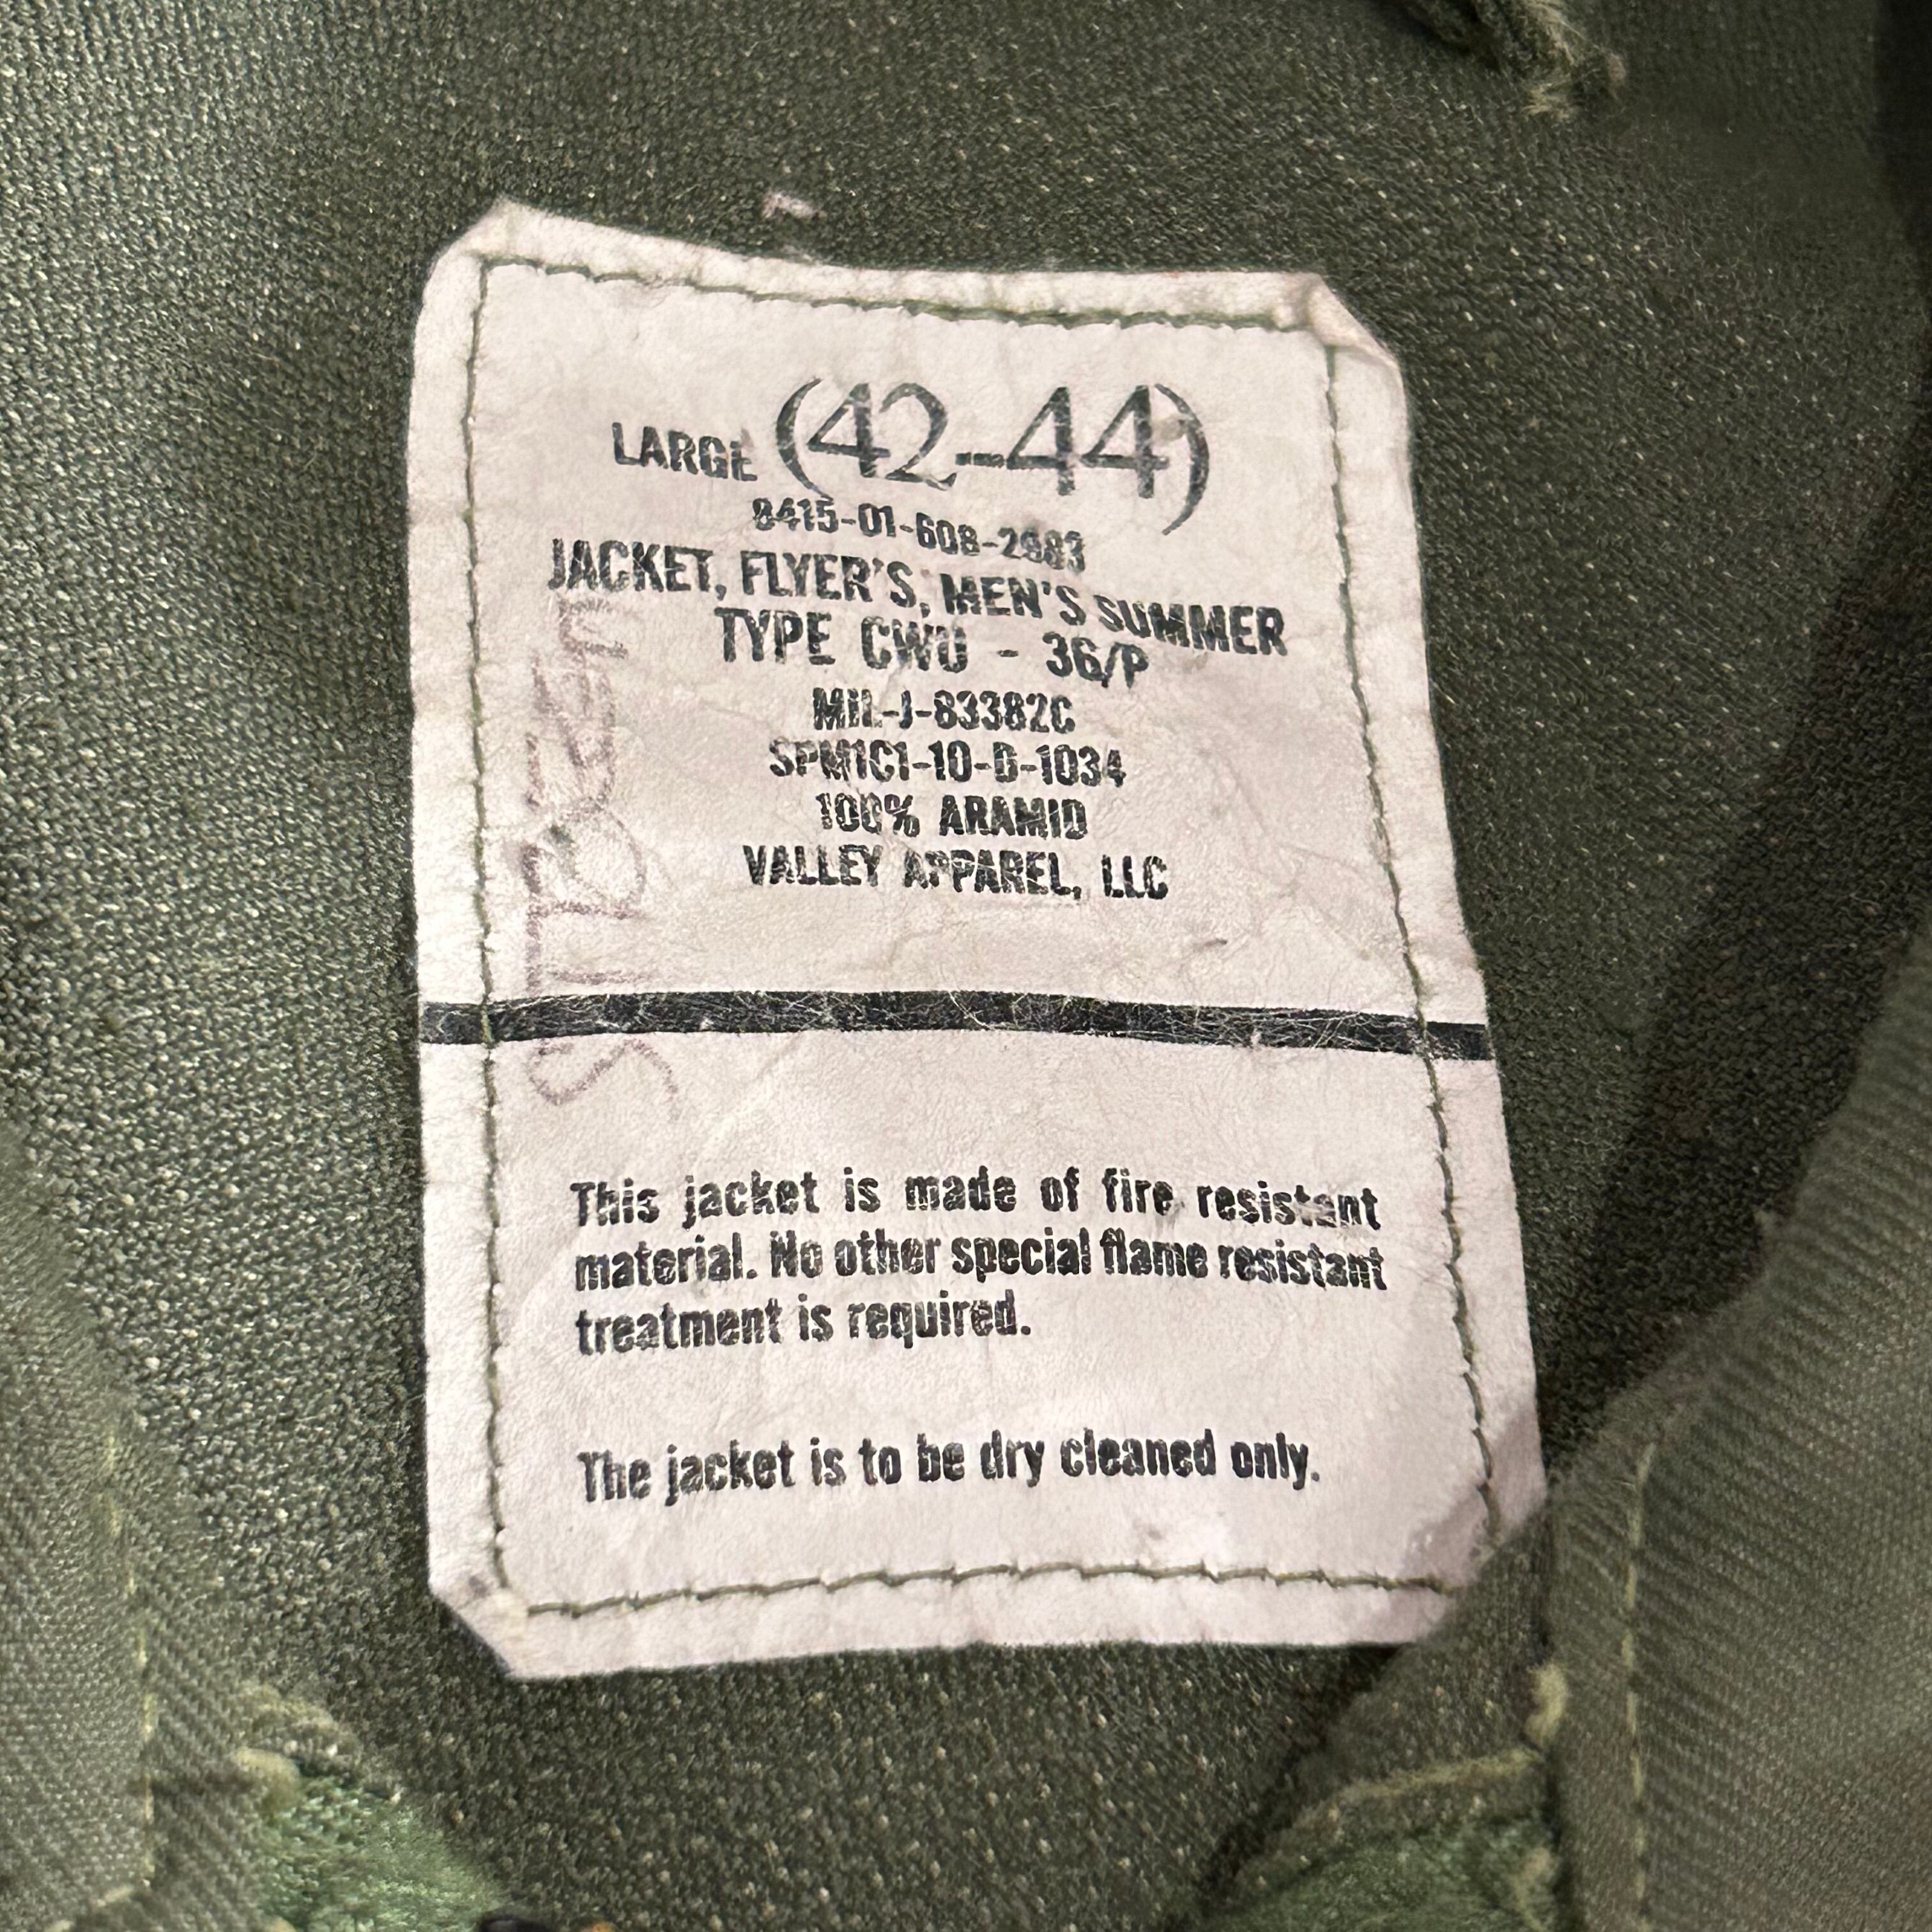 LARGE (42-44)
8415-01-608-2983
JACKET, FLYER'S, MEN'S SUMMER
TYPE CWU - 36/P
MIL-J-83382C
SPM1C1-10-D-1034
100% ARAMID
VALLEY APPAREL, LLC
This jacket is made of fire resistant
material. No other special flame resistant
treatment is required.
The jacket is to be dry cleaned only.